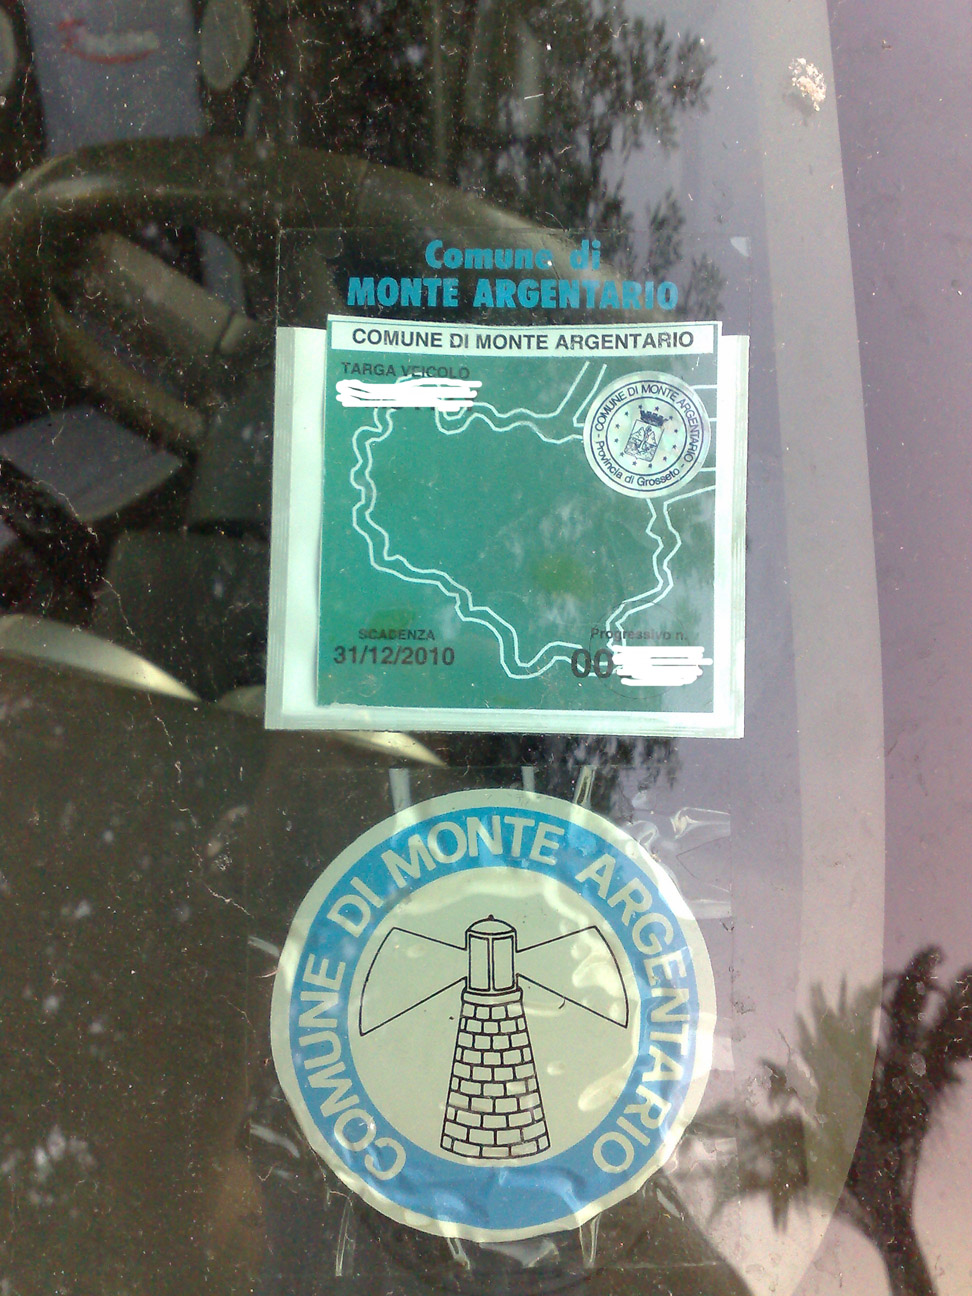 Comune di
MONTE ARGENTARIO
COMUNE DI MONTE ARGENTARIO
TARGA VEICOLO
COMUNE DI MONTE ARGENTARIO
Provincia di Grosseto
SCADENZA
31/12/2010
Progressivo n.
00
COMUNE DI MONTE ARGENTARIO